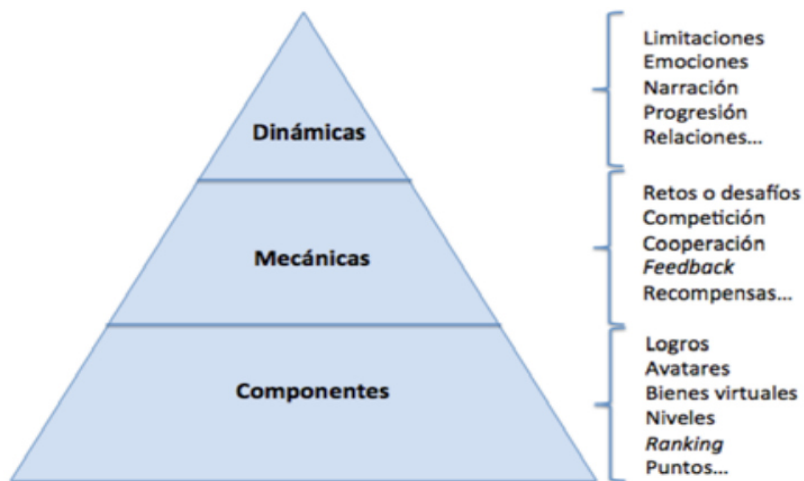 Dinámicas
Limitaciones
Emociones
Narración
Progresión
Relaciones...
Mecánicas
Retos o desafíos
Competición
Cooperación
Feedback
Recompensas...
Componentes
Logros
Avatares
Bienes virtuales
Niveles
Ranking
Puntos...